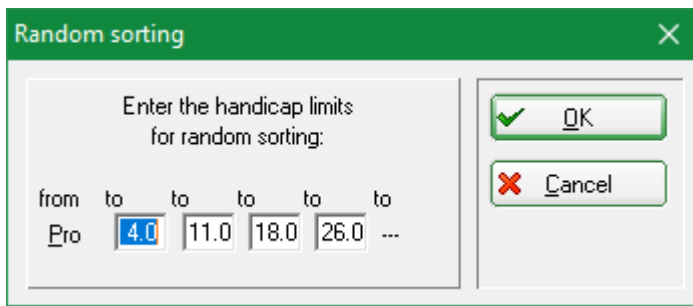 Random sorting
Enter the handicap limits
for random sorting:
from to to to to to
Pro 4.0 11.0 18.0 26.0 ---
OK
Cancel